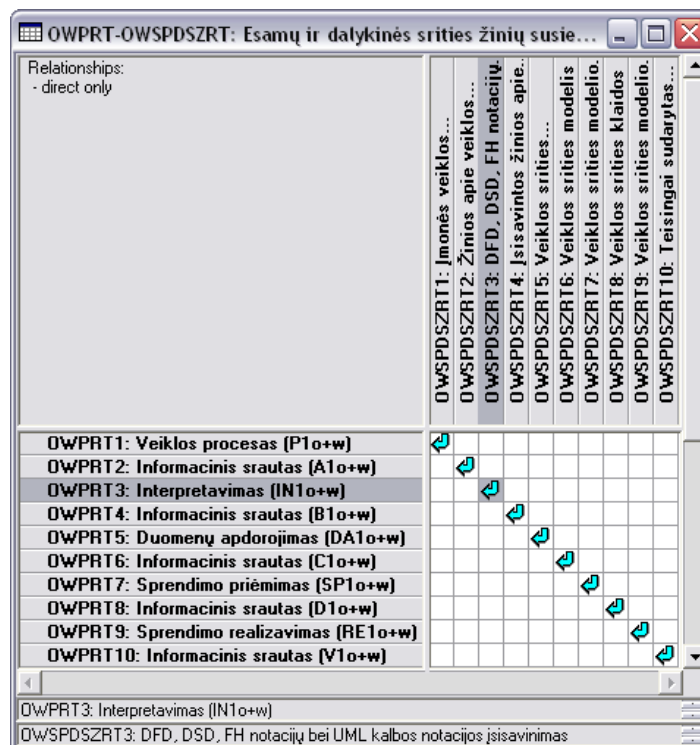 OWPRT-OWSPDSZRT: Esamų ir dalykinės srities žinių susie...
Relationships:
- direct only
OWSPDSZRT1: Įmonės veiklos...
OWSPDSZRT2: Žinios apie veiklos...
OWSPDSZRT3: DFD, DSD, FH notacijų.
OWSPDSZRT4: Įsisavintos žinios apie..
OWSPDSZRT5: Veiklos srities...
OWSPDSZRT6: Veiklos srities modelis
OWSPDSZRT7: Veiklos srities modelio.
OWSPDSZRT8: Veiklos srities klaidos
OWSPDSZRT9: Veiklos srities modelio.
OWSPDSZRT10: Teisingai sudarytas...
OWPRT1: Veiklos procesas (P1o+w)
OWPRT2: Informacinis srautas (A1o+w)
OWPRT3: Interpretavimas (IN1o+w)
OWPRT4: Informacinis srautas (B1o+w)
OWPRT5: Duomenų apdorojimas (DA1o+w)
OWPRT6: Informacinis srautas (C1o+w)
OWPRT7: Sprendimo priėmimas (SP1o+w)
OWPRT8: Informacinis srautas (D1o+w)
OWPRT9: Sprendimo realizavimas (RE1o+w)
OWPRT10: Informacinis srautas (V1o+w)
OWPRT3: Interpretavimas (IN1o+w)
OWSPDSZRT3: DFD, DSD, FH notacijų bei UML kalbos notacijos įsisavinimas